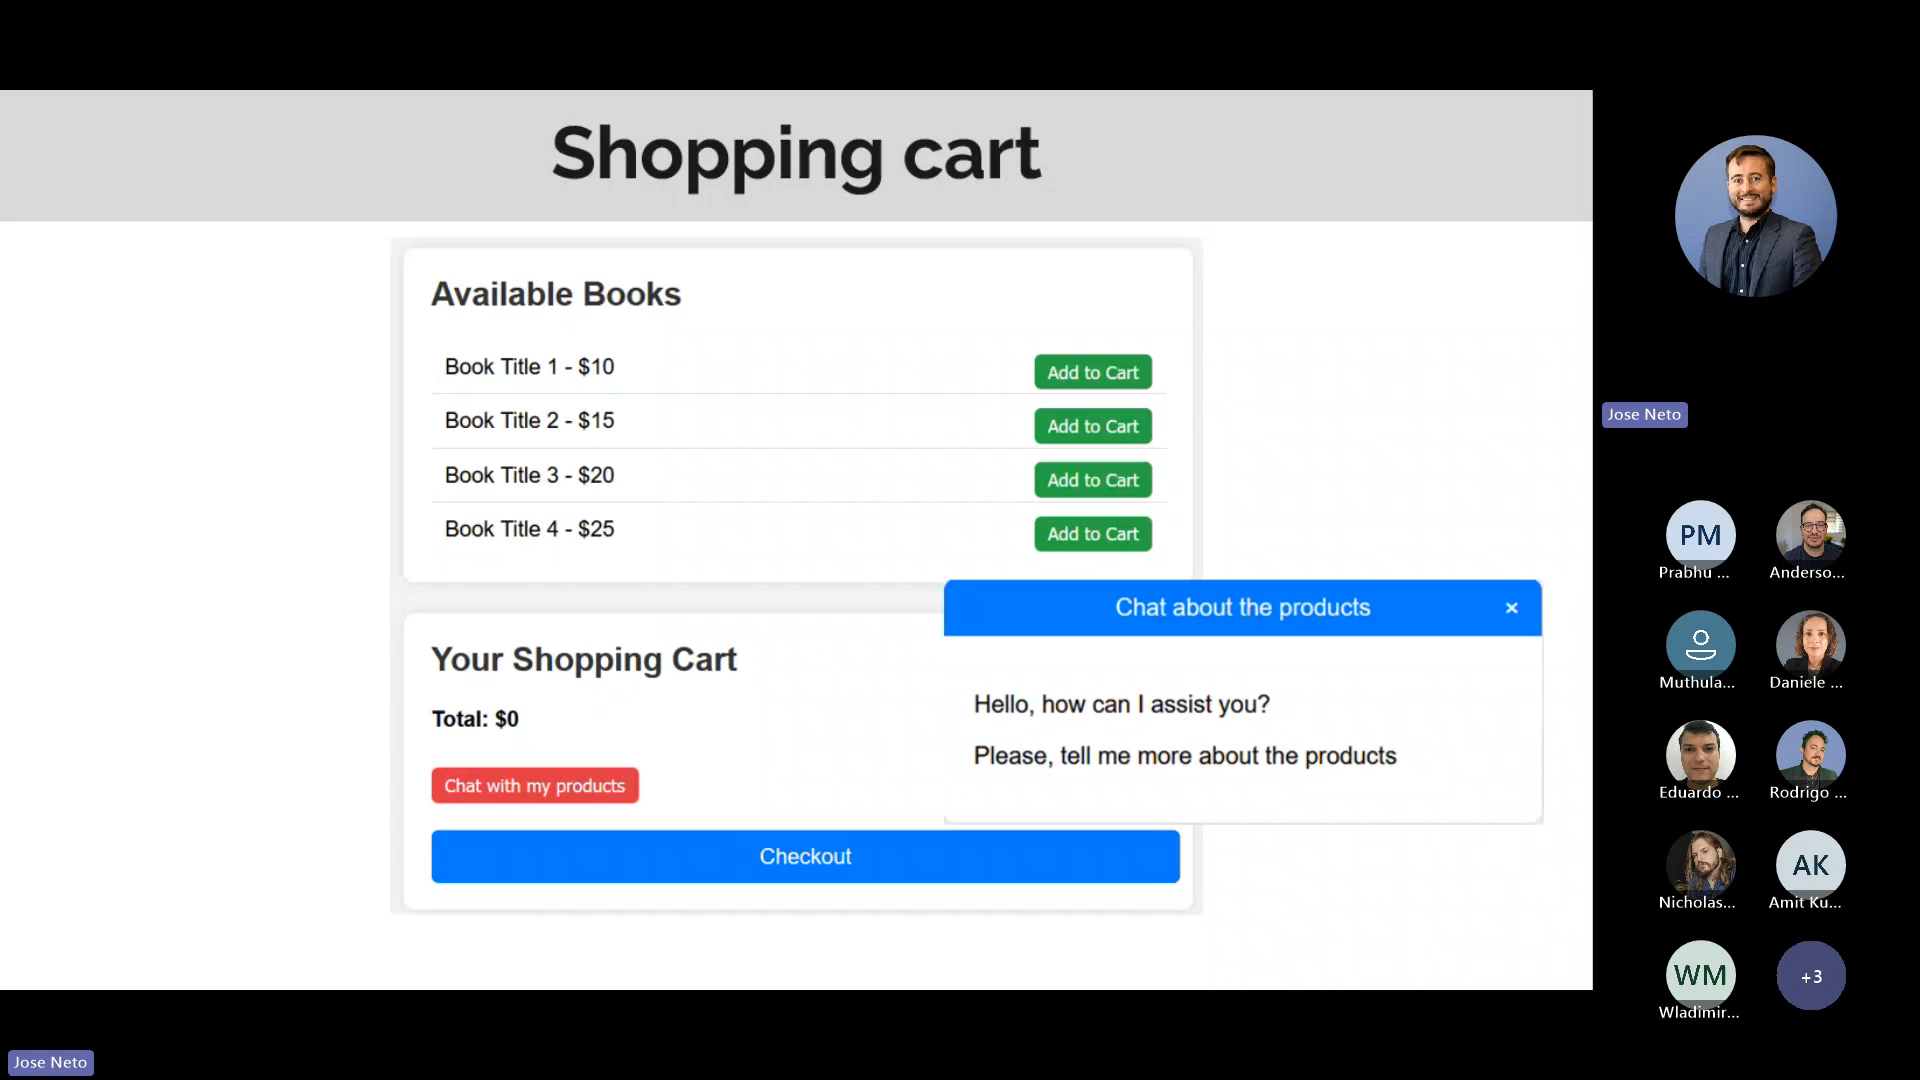 Shopping cart
Available Books
Book Title 1 - $10
Add to Cart
Book Title 2 - $15
Add to Cart
Book Title 3 - $20
Add to Cart
Book Title 4 - $25
Add to Cart
Your Shopping Cart
Total: $0
Chat with my products
Checkout
Chat about the products ×
Hello, how can I assist you?
Please, tell me more about the products
Jose Neto
PM
Prabhu ...
Anderso...
Muthula...
Daniele ...
Eduardo ...
Rodrigo ...
Nicholas...
AK
Amit Ku...
WM
Wladimir...
+3
Jose Neto